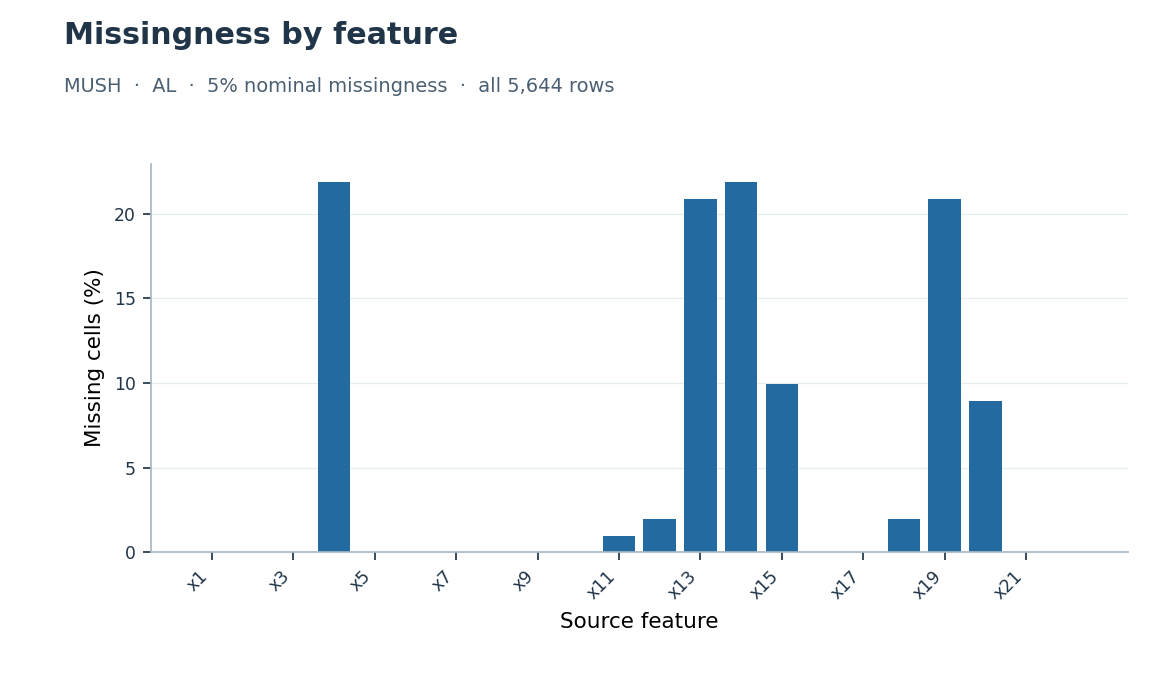 Missingness by feature
MUSH · AL · 5% nominal missingness · all 5,644 rows
Missing cells (%)
20
15
10
5
0
x1 x3 x5 x7 x9 x11 x13 x15 x17 x19 x21
Source feature